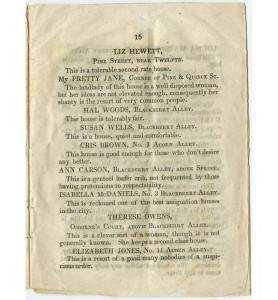 15
LIZ HEWETT,
Pine Street, near Twelfth.
This is a tolerable second rate house.
My PRETTY JANE, Corner of Pine & Quince St.
The landlady of this house is a well disposed woman,
but her ideas are not elevated enough, consequently her
shanty is the resort of very common people.
HAL WOODS, Blackberry Alley.
This house is tolerably fair.
SUSAN WELLS, Blackberry Alley.
This is a house, quiet and comfortable.
CRIS BROWN, No. 3 Acorn Alley.
This house is good enough for those who don't desire
any better.
ANN CARSON, Blackberry Alley, above Spruce.
This is a genteel loafer crib, not frequented by those
having pretensions to respectability.
ISABELLA McDANIELS, No. 3 Blackberry Alley.
This is reckoned one of the best assignation houses
in the city.
THERESE OWENS,
Osborne's Court, above Blackberry Alley.
This is a clever sort of a woman, though it is not
generally known. She keeps a second class house.
ELIZABETH JONES, No. 11 Acorn Alley.
This is a resort of a good many nobodies of a suspi-
cious order.